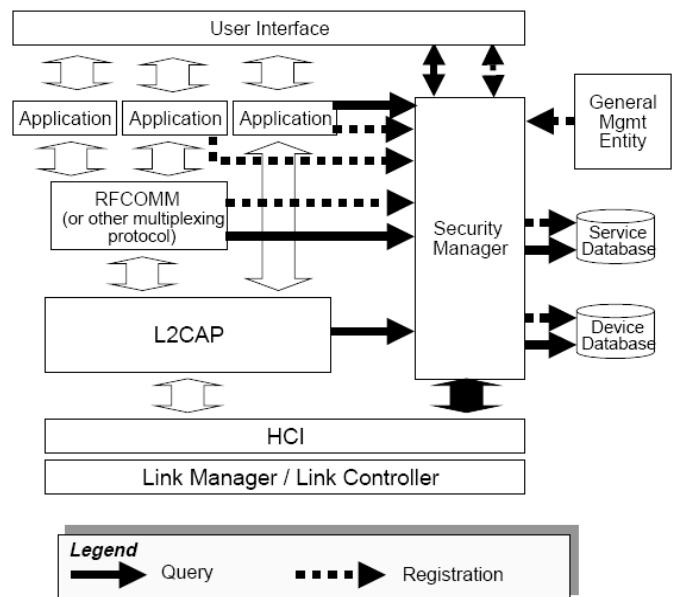 User Interface
Application
Application
Application
General
Mgmt
Entity
RFCOMM
(or other multiplexing
protocol)
Security
Manager
Service
Database
L2CAP
Device
Database
HCI
Link Manager / Link Controller
Legend
Query
Registration